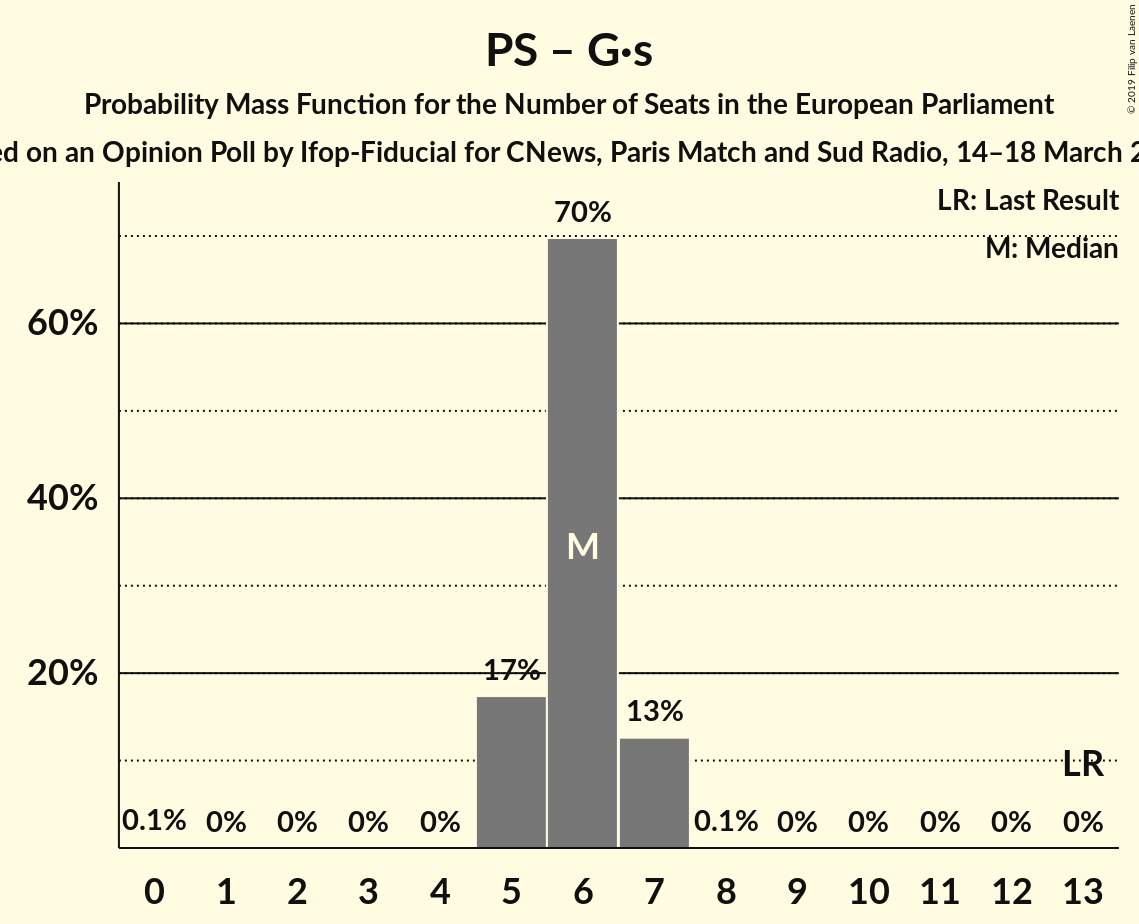 PS – G·s
Probability Mass Function for the Number of Seats in the European Parliament
on an Opinion Poll by Ifop-Fiducial for CNews, Paris Match and Sud Radio, 14–18 March
© 2019 Filip van Laenen
LR: Last Result
M: Median
70%
60%
40%
M
20%
17%
13%
LR
0.1% 0% 0% 0% 0% 0.1% 0% 0% 0% 0% 0%
0 1 2 3 4 5 6 7 8 9 10 11 12 13